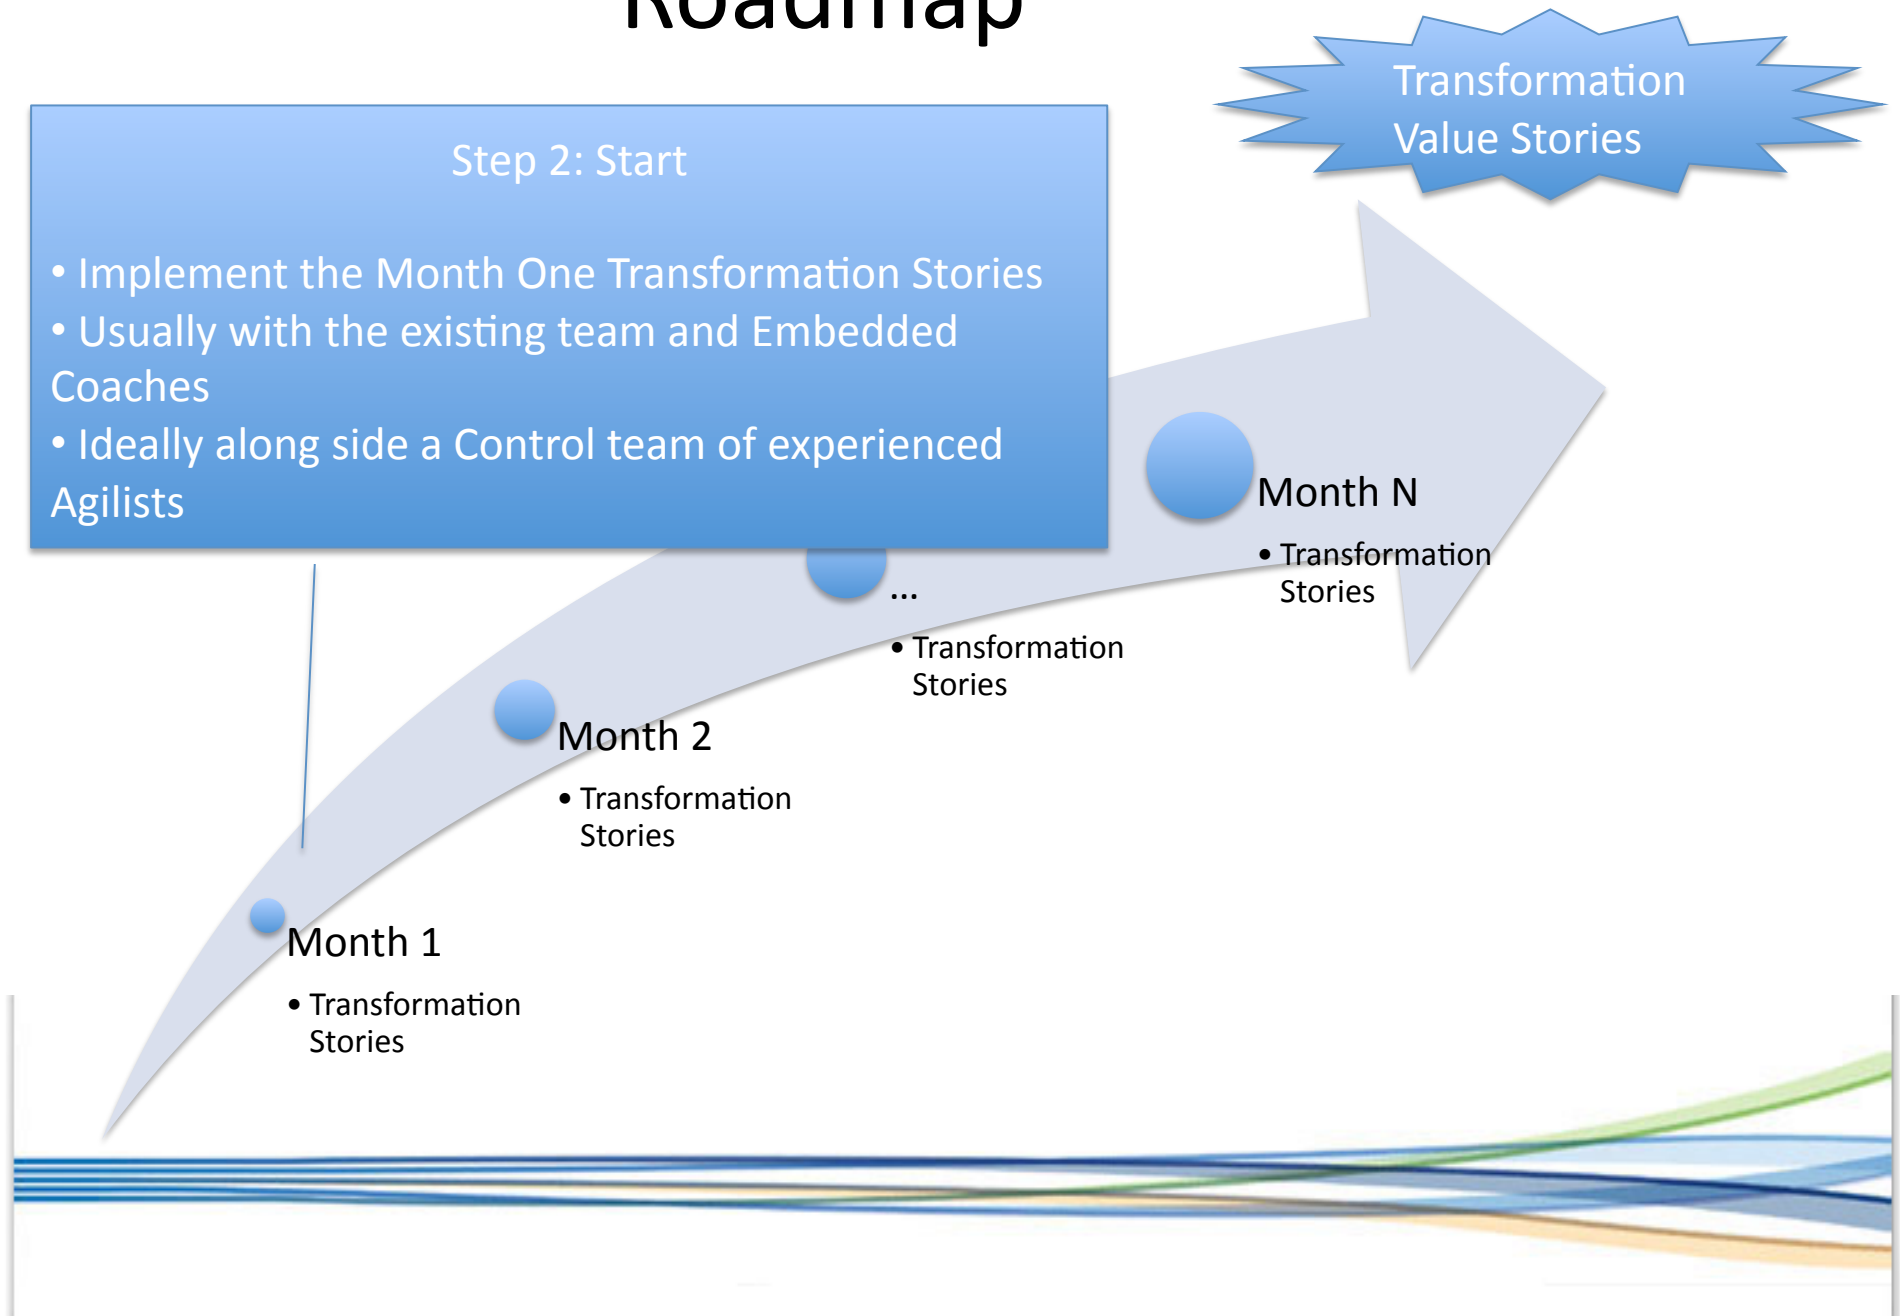 Roadmap
Transformation
Value Stories
Step 2: Start
• Implement the Month One Transformation Stories
• Usually with the existing team and Embedded
Coaches
• Ideally along side a Control team of experienced
Agilists
Month N
• Transformation
Stories
...
• Transformation
Stories
Month 2
• Transformation
Stories
Month 1
• Transformation
Stories